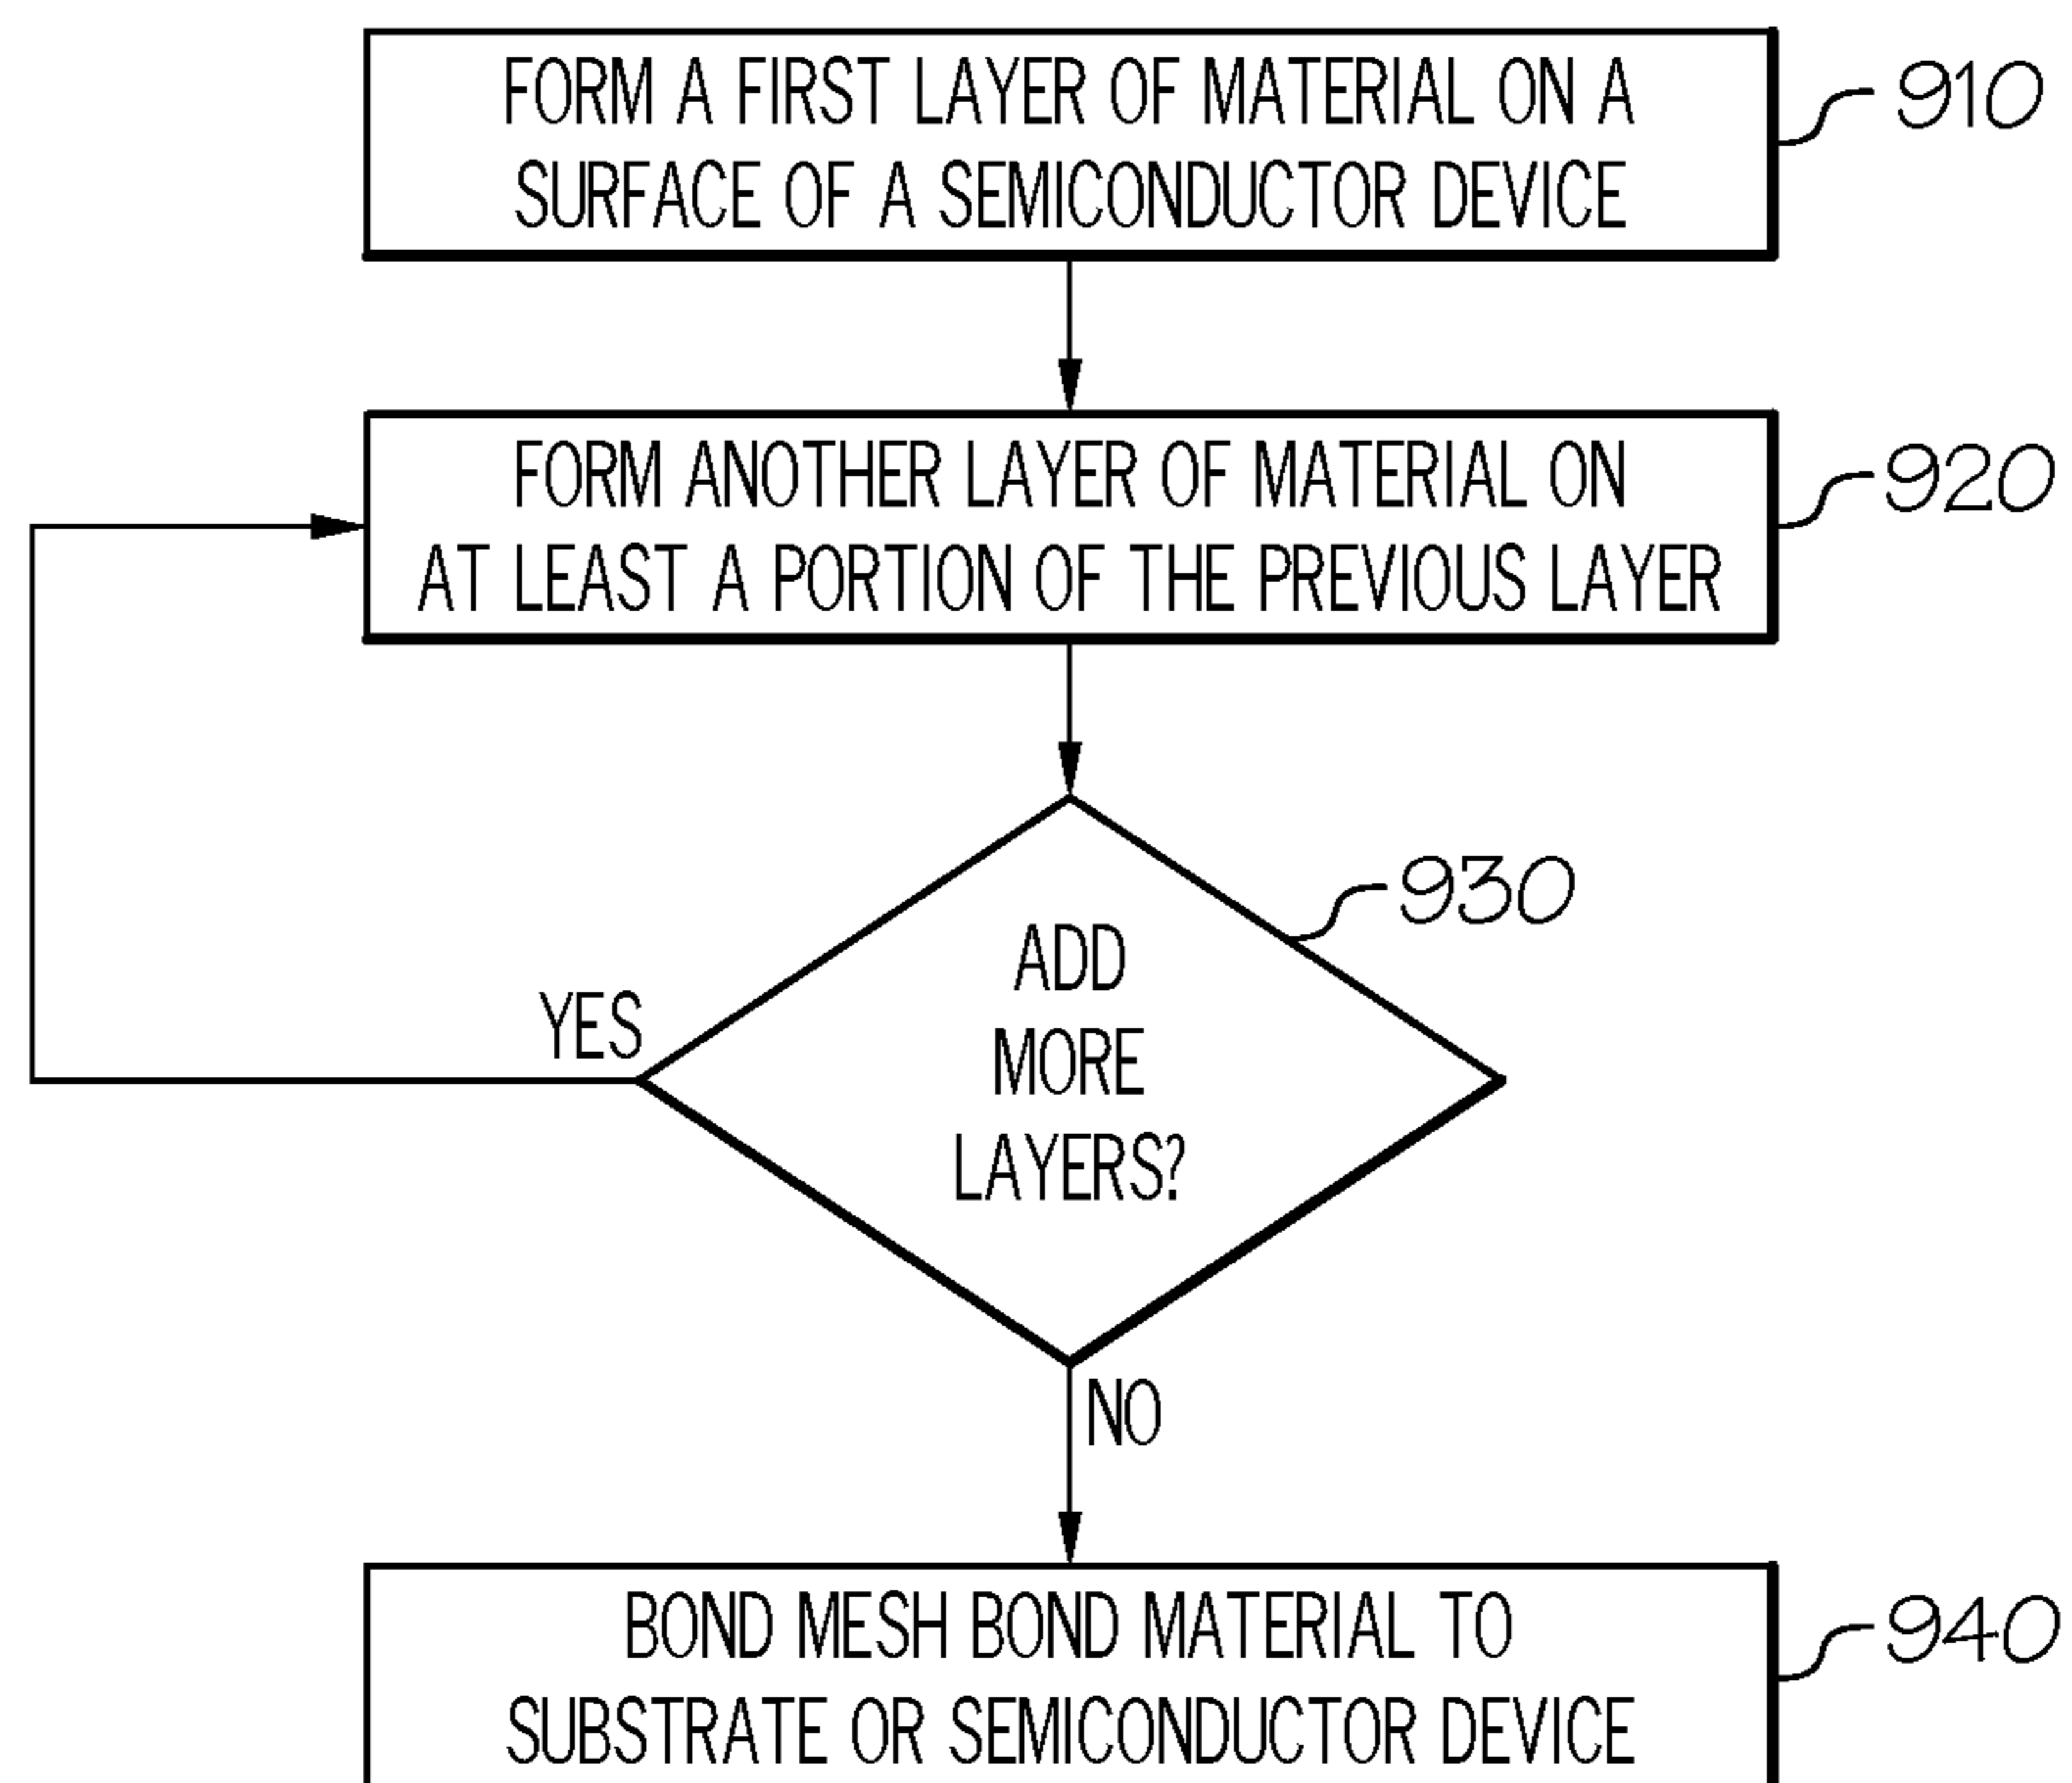 FORM A FIRST LAYER OF MATERIAL ON A
SURFACE OF A SEMICONDUCTOR DEVICE
910
FORM ANOTHER LAYER OF MATERIAL ON
AT LEAST A PORTION OF THE PREVIOUS LAYER
920
930
ADD
MORE
LAYERS?
YES
NO
BOND MESH BOND MATERIAL TO
SUBSTRATE OR SEMICONDUCTOR DEVICE
940